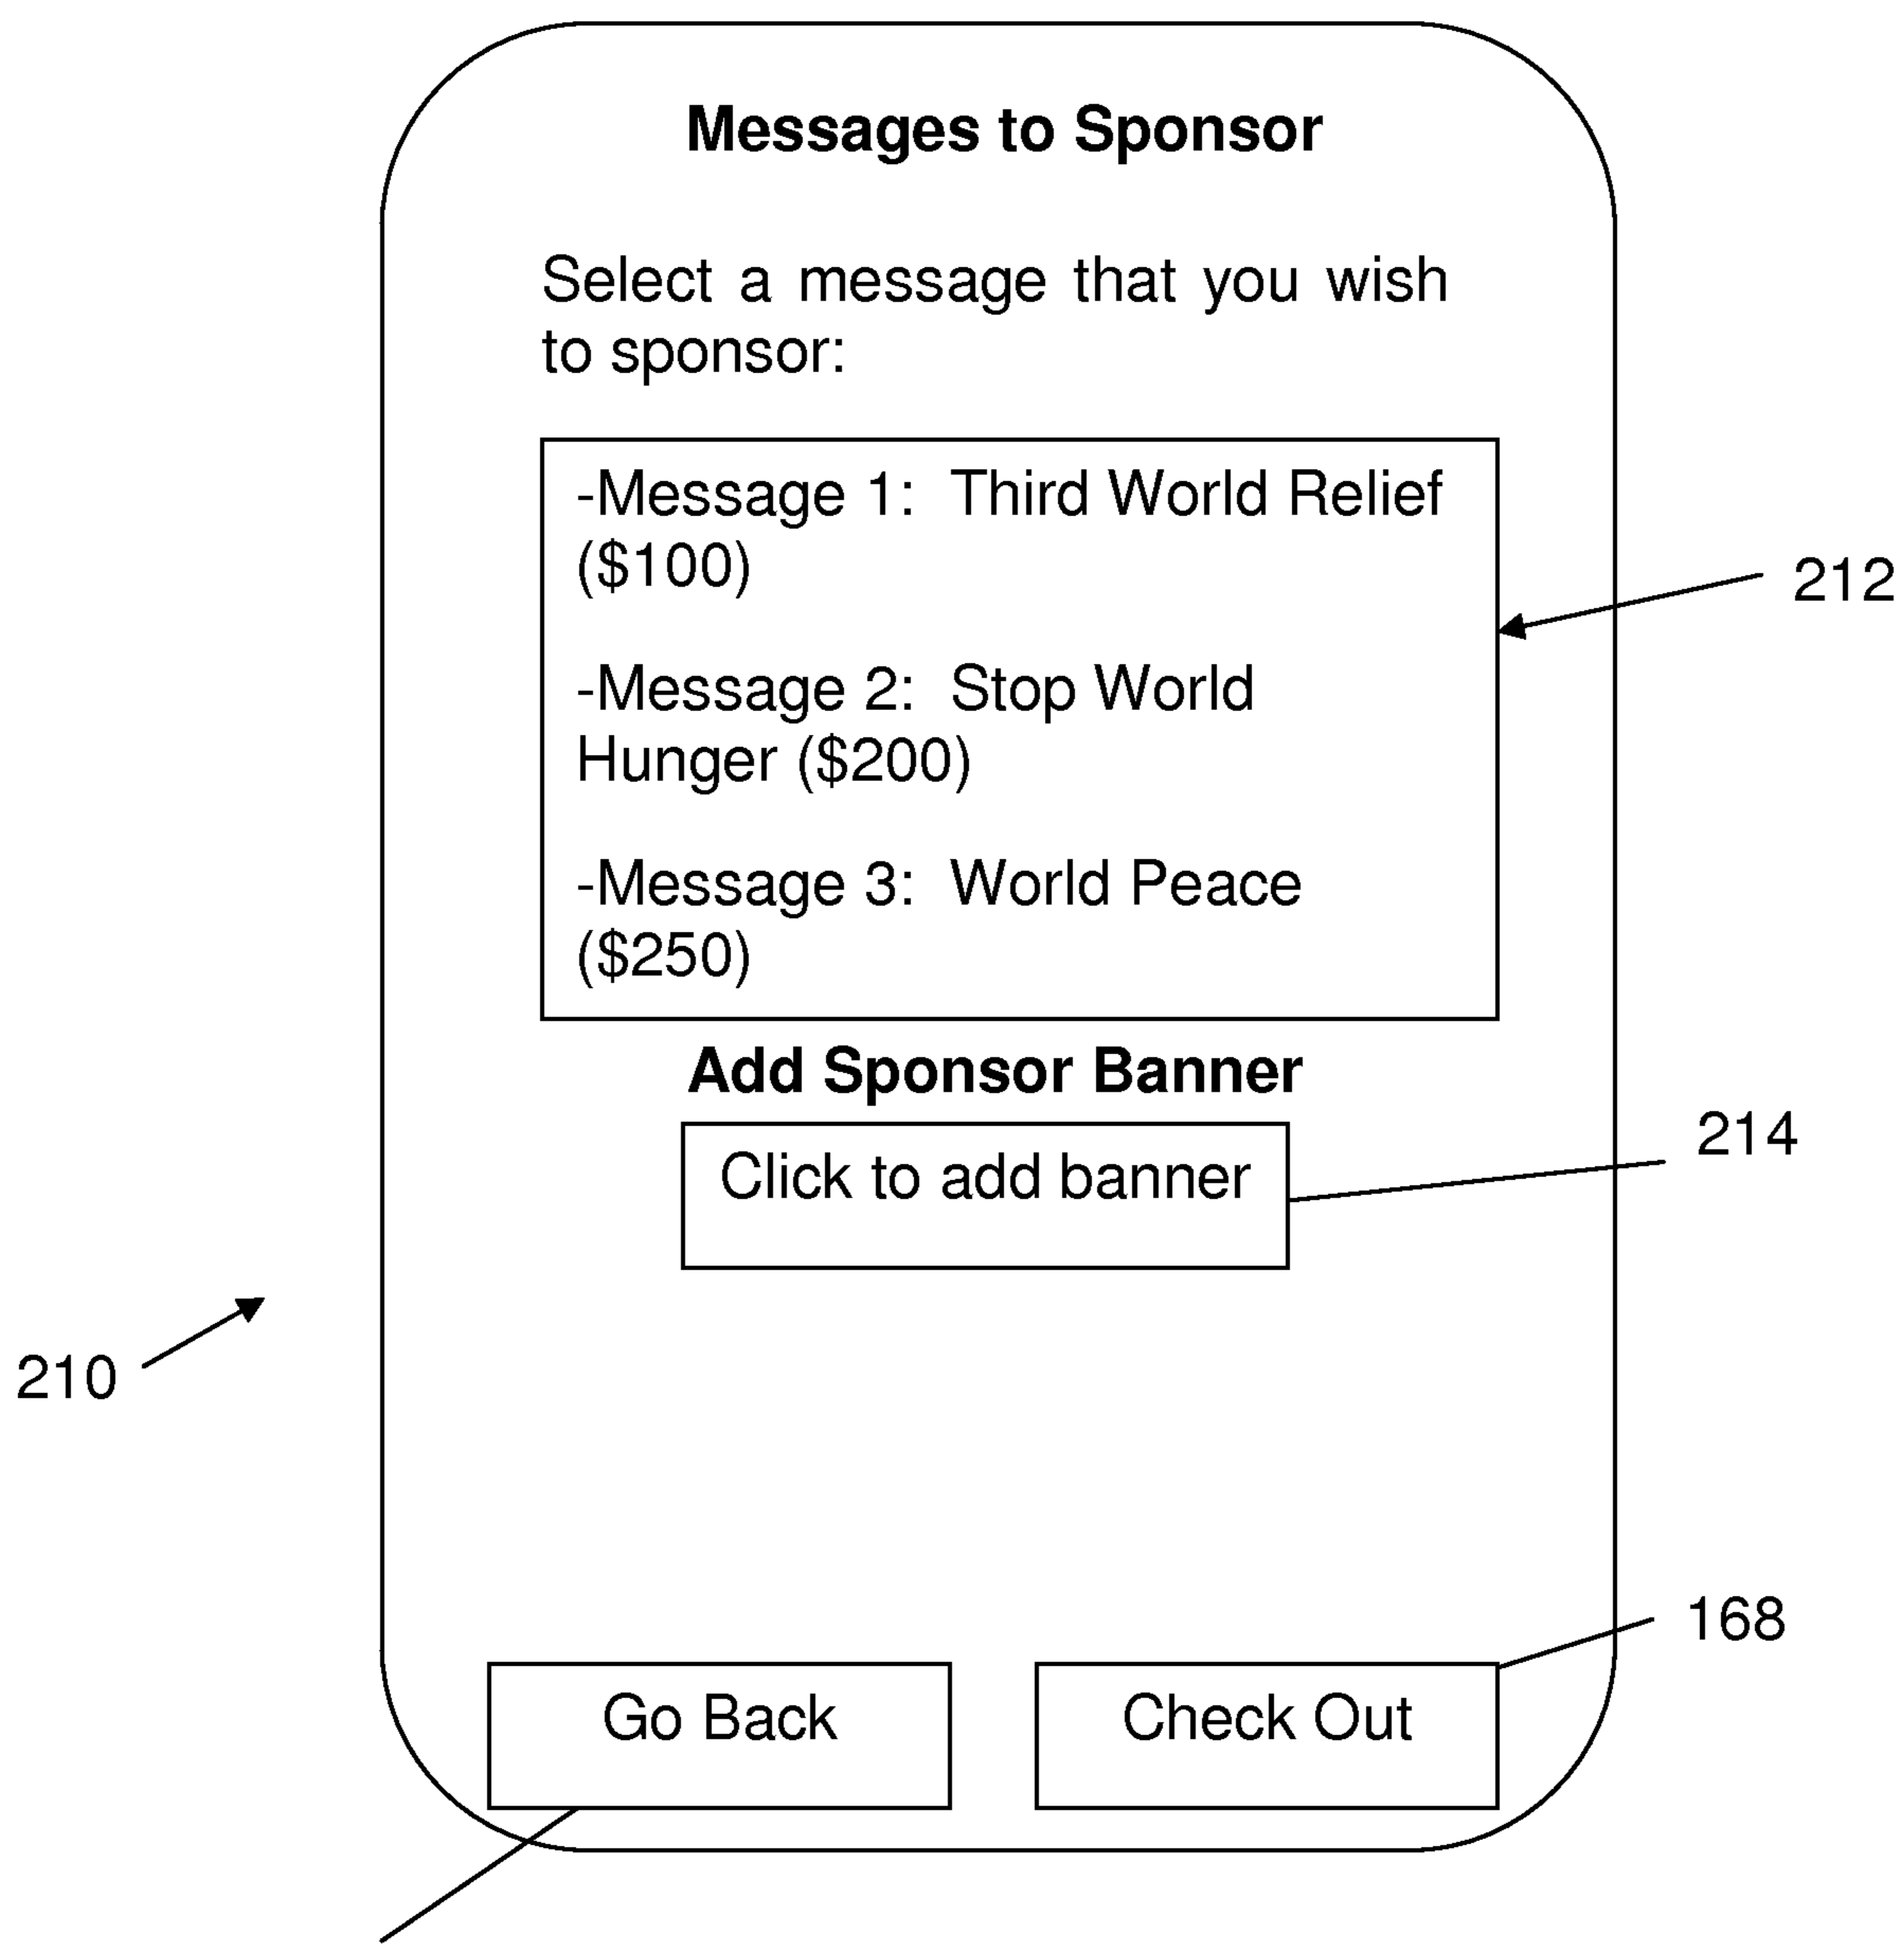 Messages to Sponsor
Select a message that you wish
to sponsor:
-Message 1: Third World Relief
($100)
212
-Message 2: Stop World
Hunger ($200)
-Message 3: World Peace
($250)
Add Sponsor Banner
214
Click to add banner
210
168
Go Back
Check Out